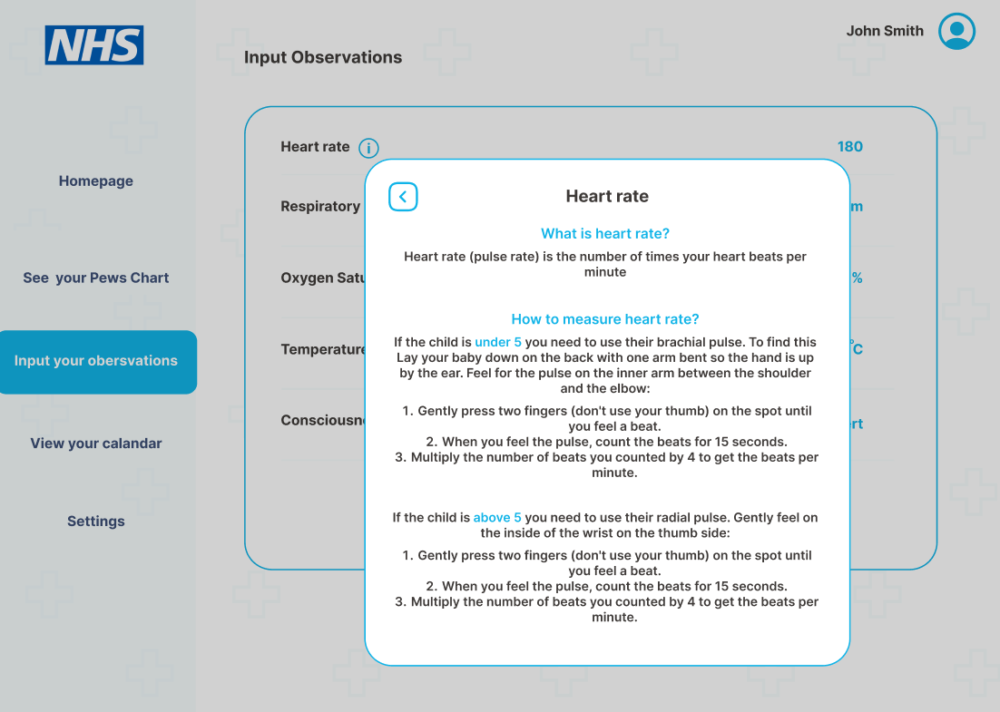 NHS
John Smith
Input Observations
Heart rate i
180
Homepage
Respiratory
m
See  your Pews Chart
Oxygen Satu
%
Input your obersvations
Temperature
°C
Consciousn
ert
View your calandar
Settings
Heart rate
What is heart rate?
Heart rate (pulse rate) is the number of times your heart beats per
minute
How to measure heart rate?
If the child is under 5 you need to use their brachial pulse. To find this
Lay your baby down on the back with one arm bent so the hand is up
by the ear. Feel for the pulse on the inner arm between the shoulder
and the elbow:
1. Gently press two fingers (don't use your thumb) on the spot until
you feel a beat.
2. When you feel the pulse, count the beats for 15 seconds.
3. Multiply the number of beats you counted by 4 to get the beats per
minute.
If the child is above 5 you need to use their radial pulse. Gently feel on
the inside of the wrist on the thumb side:
1. Gently press two fingers (don't use your thumb) on the spot until
you feel a beat.
2. When you feel the pulse, count the beats for 15 seconds.
3. Multiply the number of beats you counted by 4 to get the beats per
minute.